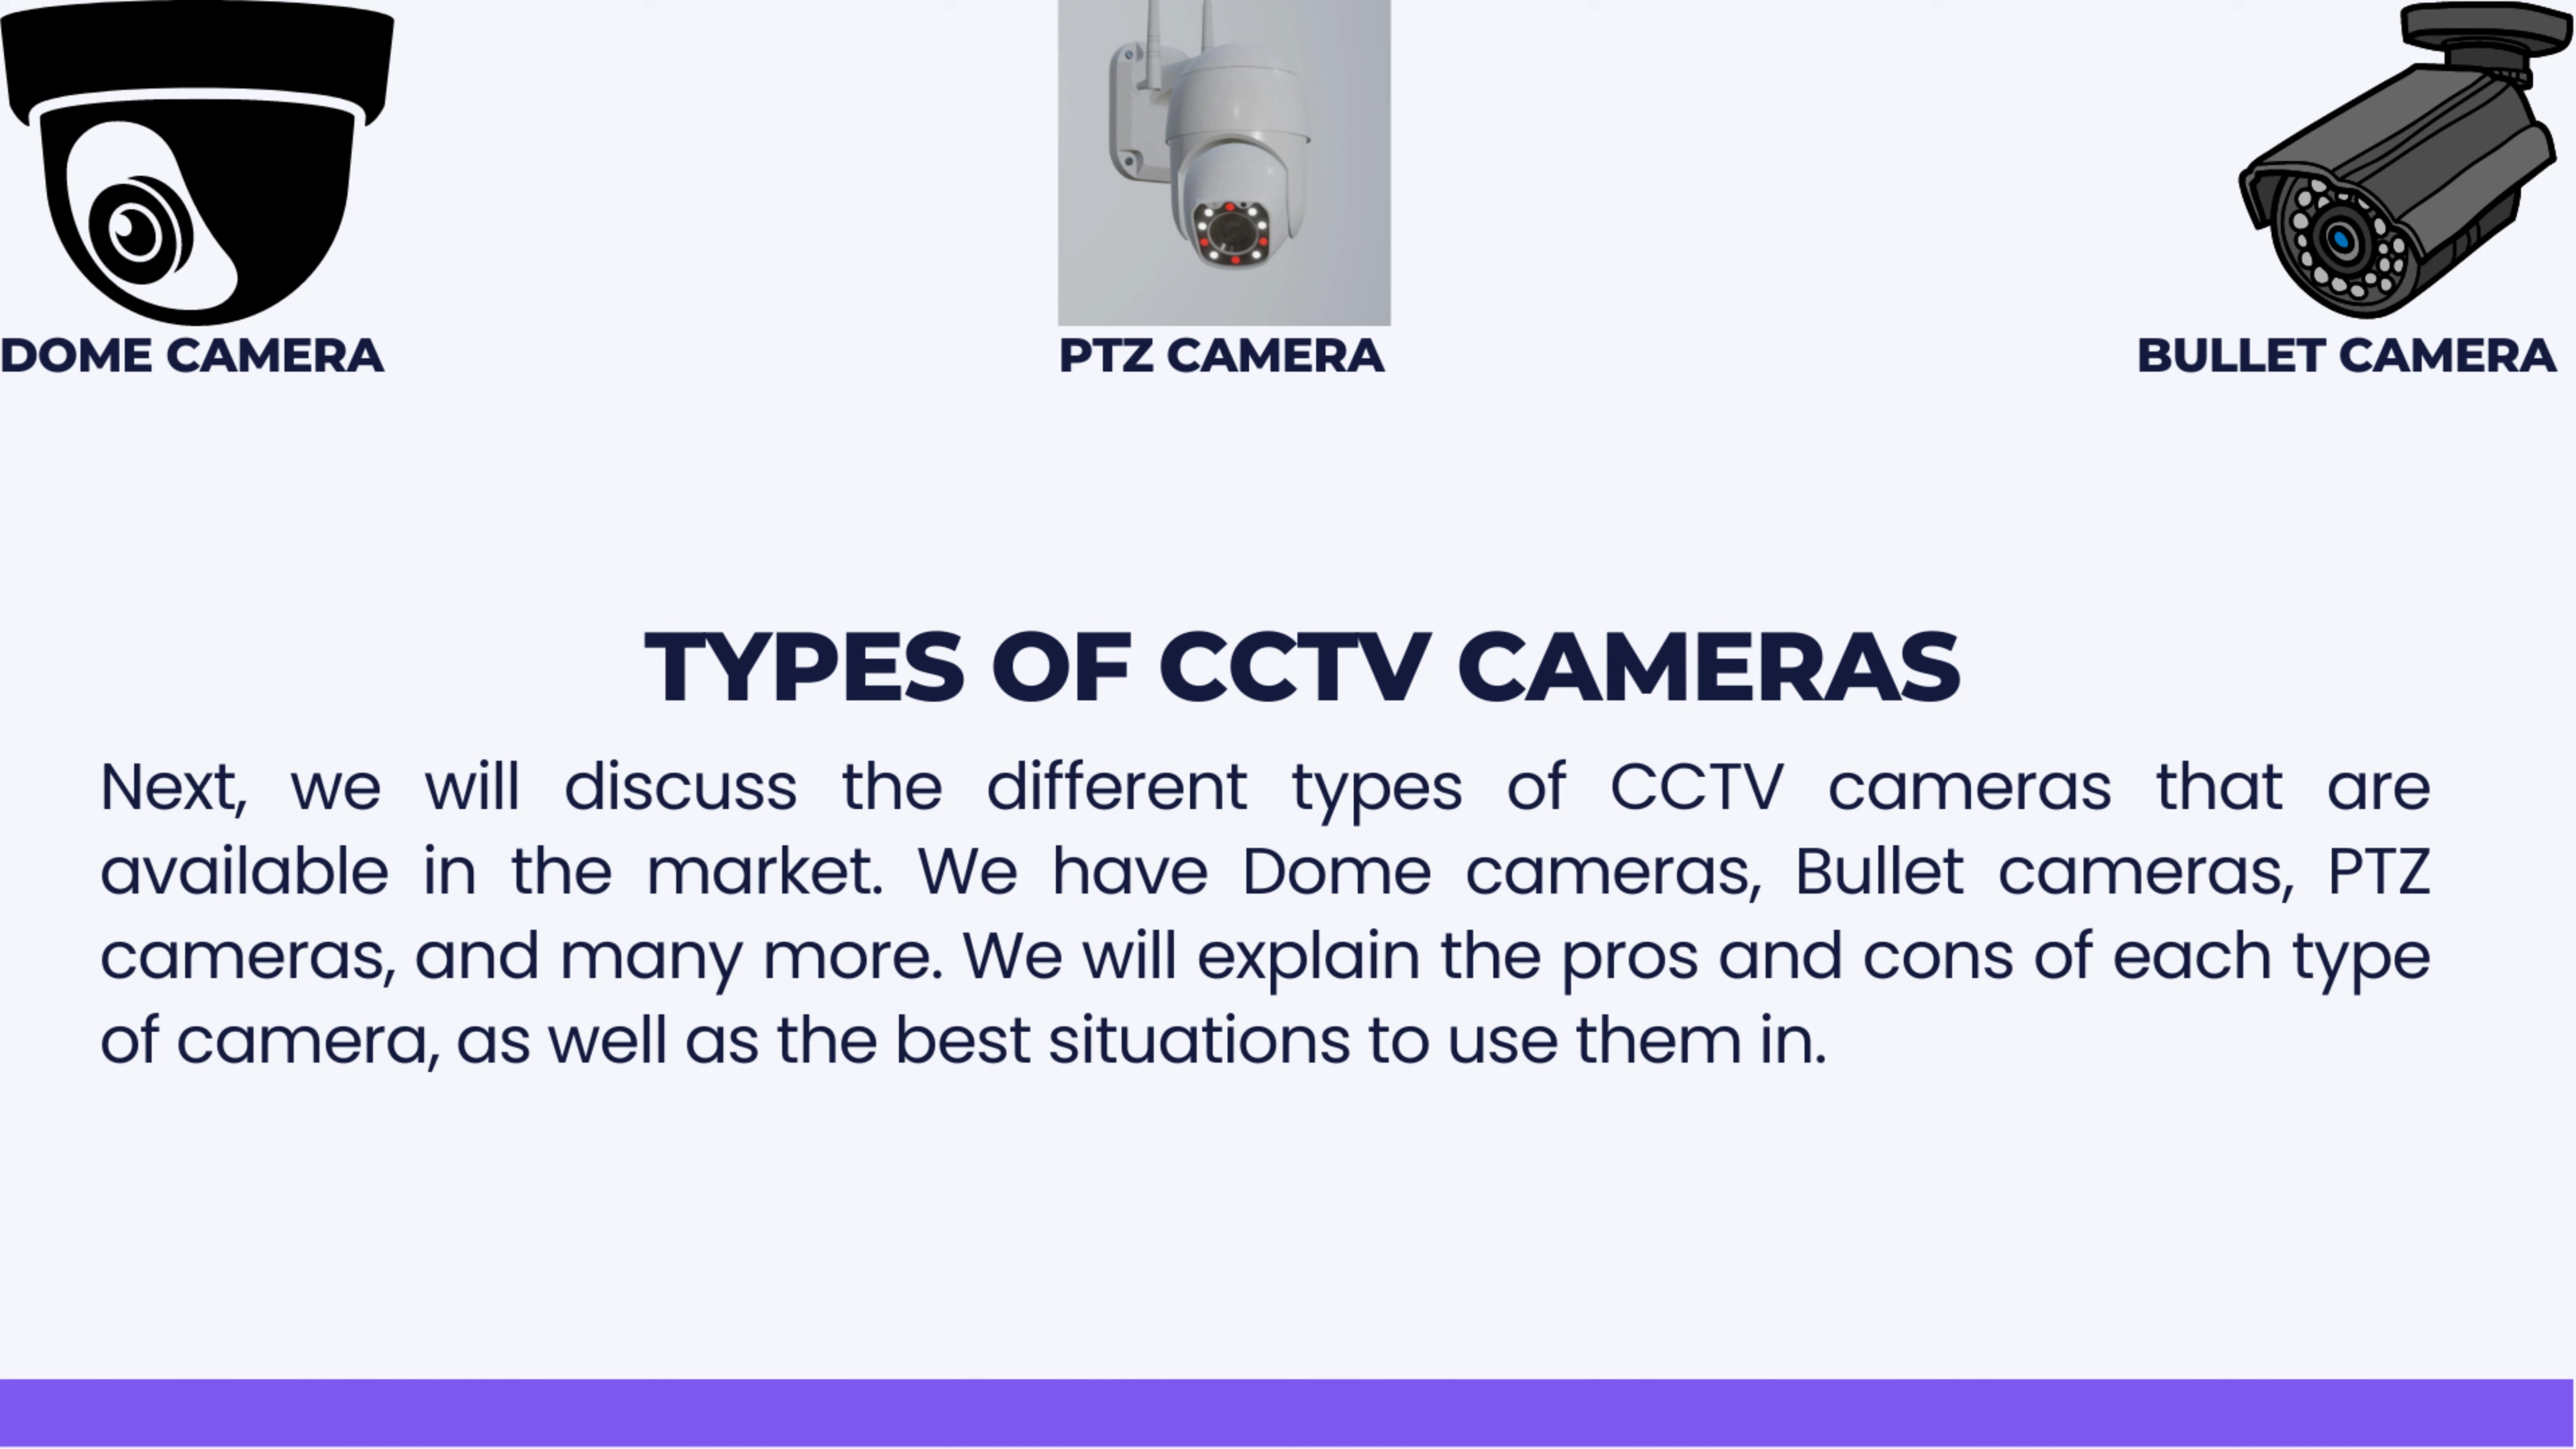 DOME CAMERA
PTZ CAMERA
BULLET CAMERA
TYPES OF CCTV CAMERAS
Next, we will discuss the different types of CCTV cameras that are
available in the market. We have Dome cameras, Bullet cameras, PTZ
cameras, and many more. We will explain the pros and cons of each type
of camera, as well as the best situations to use them in.